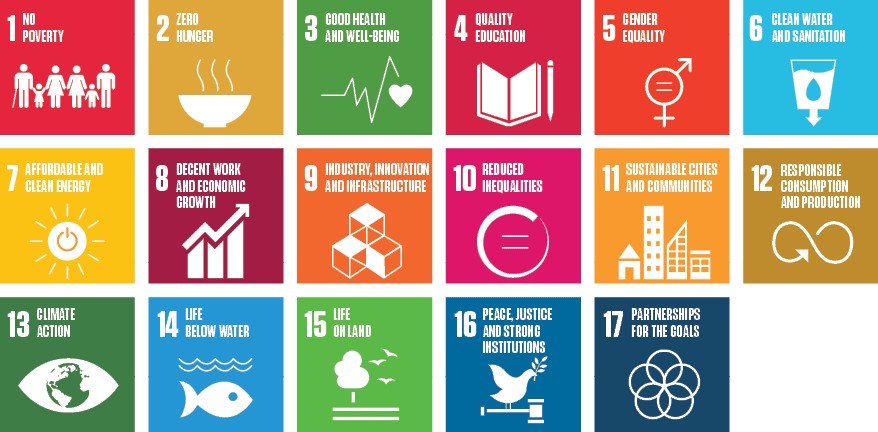 1 NO
POVERTY
2 ZERO
HUNGER
3 GOOD HEALTH
AND WELL-BEING
4 QUALITY
EDUCATION
5 GENDER
EQUALITY
6 CLEAN WATER
AND SANITATION
7 AFFORDABLE AND
CLEAN ENERGY
8 DECENT WORK
AND ECONOMIC
GROWTH
9 INDUSTRY, INNOVATION
AND INFRASTRUCTURE
10 REDUCED
INEQUALITIES
11 SUSTAINABLE CITIES
AND COMMUNITIES
12 RESPONSIBLE
CONSUMPTION
AND PRODUCTION
13 CLIMATE
ACTION
14 LIFE
BELOW WATER
15 LIFE
ON LAND
16 PEACE, JUSTICE
AND STRONG
INSTITUTIONS
17 PARTNERSHIPS
FOR THE GOALS